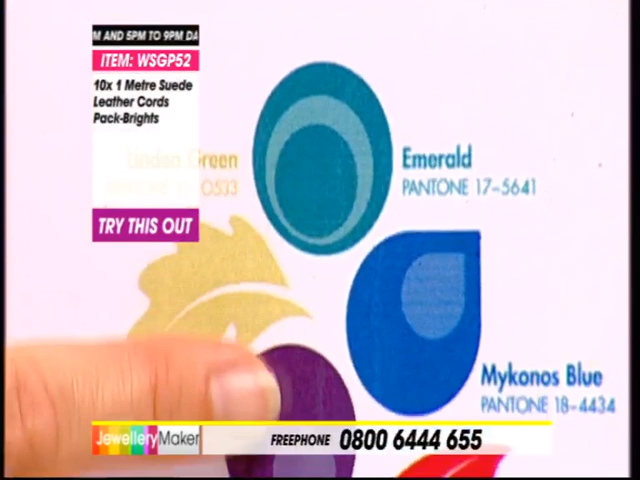 M AND 5PM TO 9PM DA
ITEM: WSGP52
10x 1 Metre Suede
Leather Cords
Pack-Brights
TRY THIS OUT
Linden Green
0533
Emerald
PANTONE 17-5641
Mykonos Blue
PANTONE 18-4434
JewelleryMaker
FREEPHONE 0800 6444 655